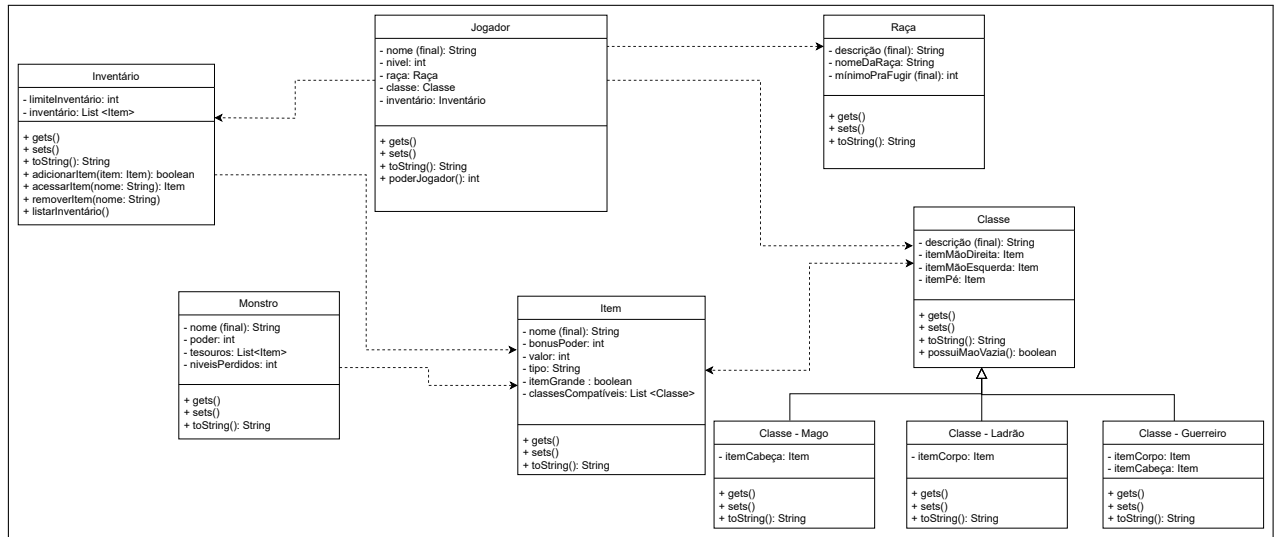 Jogador
- nome (final): String
- nivel: int
- raça: Raça
- classe: Classe
- inventário: Inventário
+ gets()
+ sets()
+ toString(): String
+ poderJogador(): int
Raça
- descrição (final): String
- nomeDaRaça: String
- mínimoPraFugir (final): int
+ gets()
+ sets()
+ toString(): String
Inventário
- limiteInventário: int
- inventário: List <Item>
+ gets()
+ sets()
+ toString(): String
+ adicionarItem(item: Item): boolean
+ acessarItem(nome: String): Item
+ removerItem(nome: String)
+ listarInventário()
Classe
- descrição (final): String
- itemMãoDireita: Item
- itemMãoEsquerda: Item
- itemPé: Item
+ gets()
+ sets()
+ toString(): String
+ possuiMaoVazia(): boolean
Monstro
- nome (final): String
- poder: int
- tesouros: List<Item>
- niveisPerdidos: int
+ gets()
+ sets()
+ toString(): String
Item
- nome (final): String
- bonusPoder: int
- valor: int
- tipo: String
- itemGrande : boolean
- classesCompatíveis: List <Classe>
+ gets()
+ sets()
+ toString(): String
Classe - Mago
- itemCabeça: Item
+ gets()
+ sets()
+ toString(): String
Classe - Ladrão
- itemCorpo: Item
+ gets()
+ sets()
+ toString(): String
Classe - Guerreiro
- itemCorpo: Item
- itemCabeça: Item
+ gets()
+ sets()
+ toString(): String